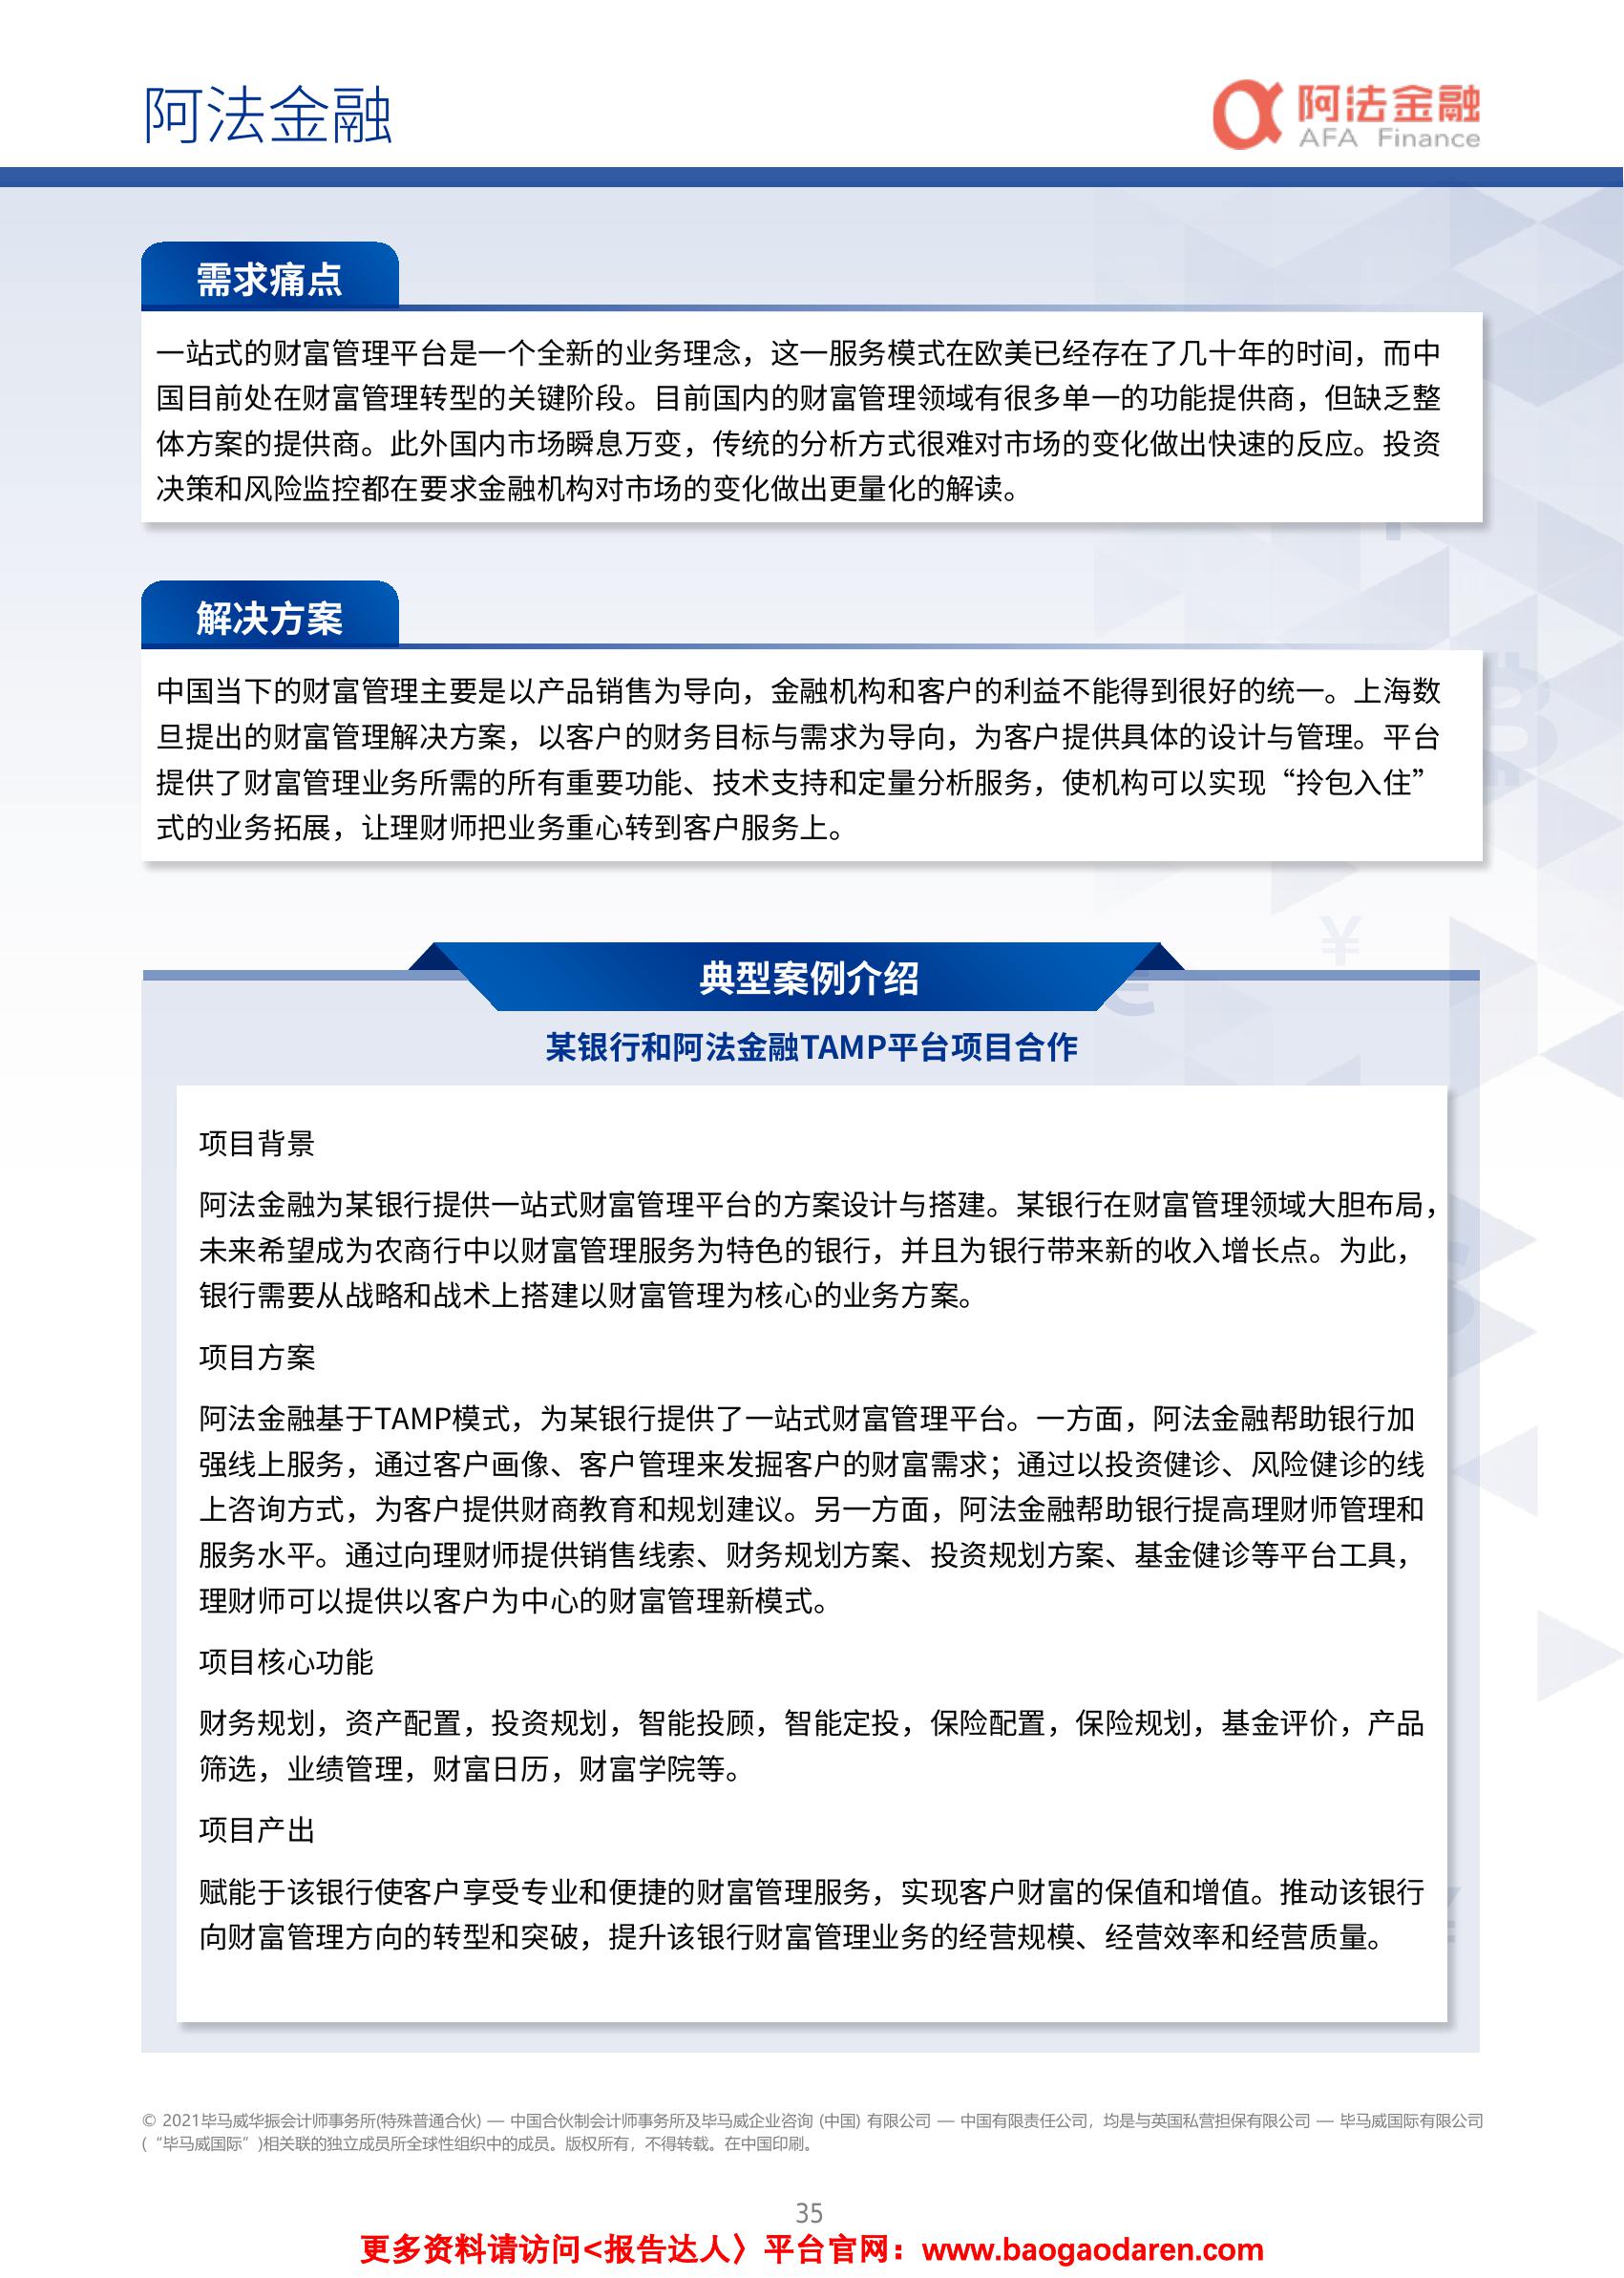 阿法金融
阿法金融
AFA Finance
需求痛点
一站式的财富管理平台是一个全新的业务理念，这一服务模式在欧美已经存在了几十年的时间，而中
国目前处在财富管理转型的关键阶段。目前国内的财富管理领域有很多单一的功能提供商，但缺乏整
体方案的提供商。此外国内市场瞬息万变，传统的分析方式很难对市场的变化做出快速的反应。投资
决策和风险监控都在要求金融机构对市场的变化做出更量化的解读。
解决方案
中国当下的财富管理主要是以产品销售为导向，金融机构和客户的利益不能得到很好的统一。上海数
旦提出的财富管理解决方案，以客户的财务目标与需求为导向，为客户提供具体的设计与管理。平台
提供了财富管理业务所需的所有重要功能、技术支持和定量分析服务，使机构可以实现“拎包入住”
式的业务拓展，让理财师把业务重心转到客户服务上。
典型案例介绍
某银行和阿法金融TAMP平台项目合作
项目背景
阿法金融为某银行提供一站式财富管理平台的方案设计与搭建。某银行在财富管理领域大胆布局，
未来希望成为农商行中以财富管理服务为特色的银行，并且为银行带来新的收入增长点。为此，
银行需要从战略和战术上搭建以财富管理为核心的业务方案。
项目方案
阿法金融基于TAMP模式，为某银行提供了一站式财富管理平台。一方面，阿法金融帮助银行加
强线上服务，通过客户画像、客户管理来发掘客户的财富需求；通过以投资健诊、风险健诊的线
上咨询方式，为客户提供财商教育和规划建议。另一方面，阿法金融帮助银行提高理财师管理和
服务水平。通过向理财师提供销售线索、财务规划方案、投资规划方案、基金健诊等平台工具，
理财师可以提供以客户为中心的财富管理新模式。
项目核心功能
财务规划，资产配置，投资规划，智能投顾，智能定投，保险配置，保险规划，基金评价，产品
筛选，业绩管理，财富日历，财富学院等。
项目产出
赋能于该银行使客户享受专业和便捷的财富管理服务，实现客户财富的保值和增值。推动该银行
向财富管理方向的转型和突破，提升该银行财富管理业务的经营规模、经营效率和经营质量。
© 2021毕马威华振会计师事务所(特殊普通合伙) — 中国合伙制会计师事务所及毕马威企业咨询 (中国) 有限公司 — 中国有限责任公司，均是与英国私营担保有限公司 — 毕马威国际有限公司
(“毕马威国际”)相关联的独立成员所全球性组织中的成员。版权所有，不得转载。在中国印刷。
35
更多资料请访问<报告达人〉平台官网：www.baogaodaren.com